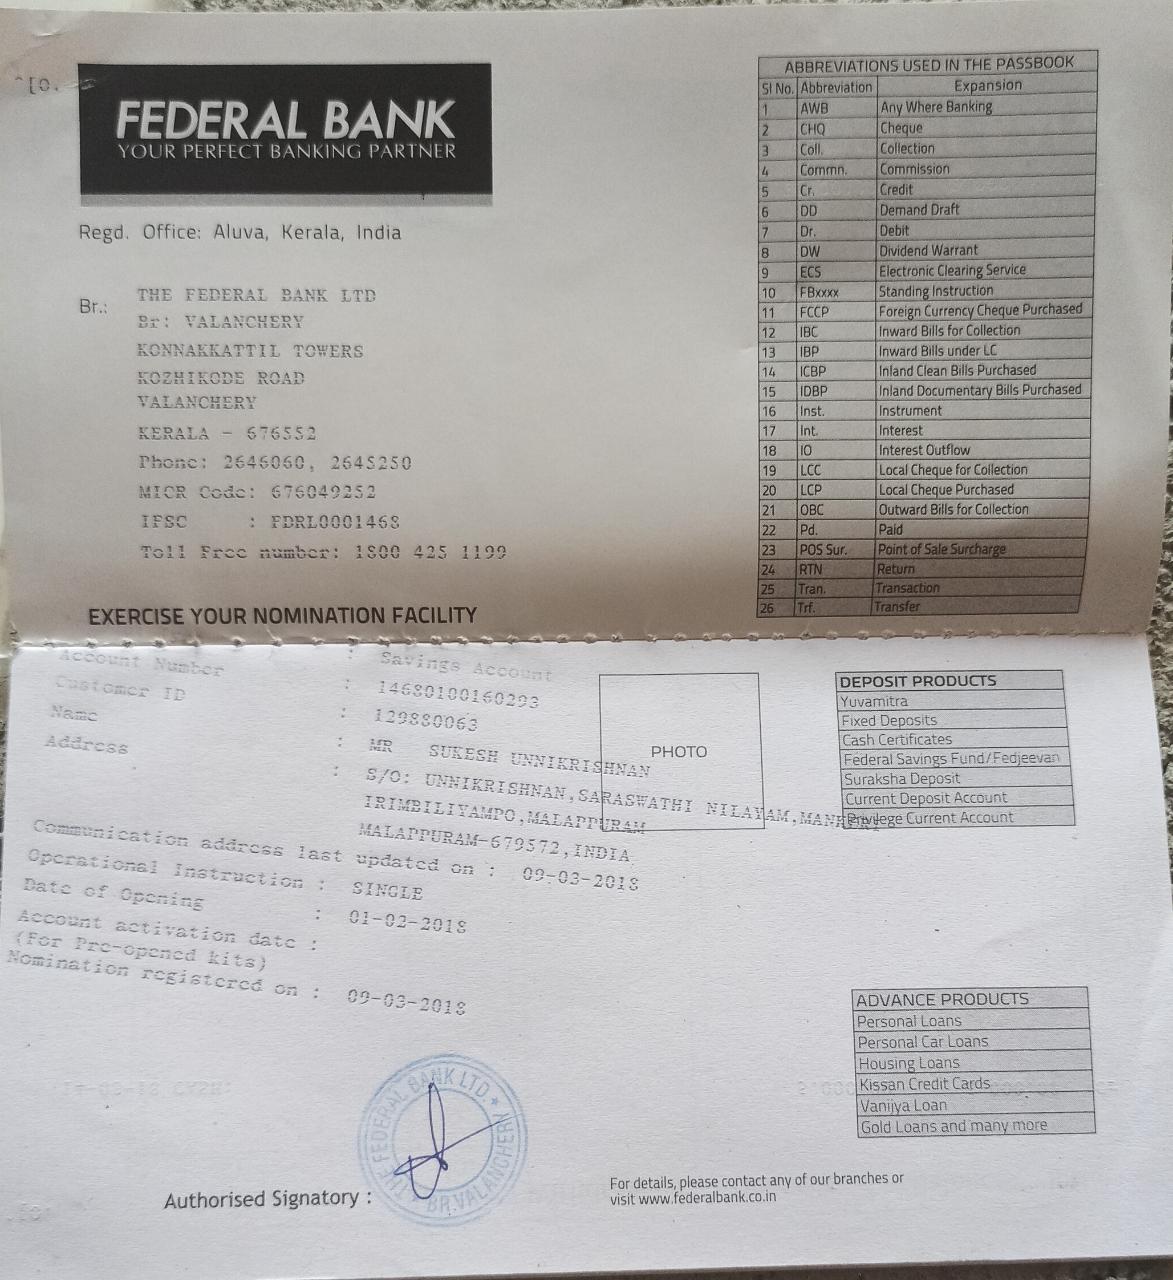 FEDERAL BANK
YOUR PERFECT BANKING PARTNER
Regd. Office: Aluva, Kerala, India
Br.: THE FEDERAL BANK LTD
Br: VALANCHERY
KONNAKKATTIL TOWERS
KOZHIKODE ROAD
VALANCHERY
KERALA - 676552
Phone: 2646060, 2645250
MICR Code: 676049252
IFSC : FDRL0001468
Toll Free number: 1800 425 1199
EXERCISE YOUR NOMINATION FACILITY
ABBREVIATIONS USED IN THE PASSBOOK
Sl No. Abbreviation Expansion
1 AWB Any Where Banking
2 CHQ Cheque
3 Coll. Collection
4 Commn. Commission
5 Cr. Credit
6 DD Demand Draft
7 Dr. Debit
8 DW Dividend Warrant
9 ECS Electronic Clearing Service
10 FBxxxx Standing Instruction
11 FCCP Foreign Currency Cheque Purchased
12 IBC Inward Bills for Collection
13 IBP Inward Bills under LC
14 ICBP Inland Clean Bills Purchased
15 IDBP Inland Documentary Bills Purchased
16 Inst. Instrument
17 Int. Interest
18 IO Interest Outflow
19 LCC Local Cheque for Collection
20 LCP Local Cheque Purchased
21 OBC Outward Bills for Collection
22 Pd. Paid
23 POS Sur. Point of Sale Surcharge
24 RTN Return
25 Tran. Transaction
26 Trf. Transfer
: Savings Account
Account Number : 14680100160293
Customer ID : 129880063
Name : MR SUKESH UNNIKRISHNAN
Address : S/O: UNNIKRISHNAN,SARASWATHI NILAYAM,
IRIMBILIYAMPO,MALAPPURAM
MALAPPURAM-679572,INDIA
Communication address last updated on : 09-03-2018
Operational Instruction : SINGLE
Date of Opening : 01-02-2018
Account activation date :
(For Pre-opened kits)
Nomination registered on : 09-03-2018
PHOTO
DEPOSIT PRODUCTS
Yuvamitra
Fixed Deposits
Cash Certificates
Federal Savings Fund/Fedjeevan
Suraksha Deposit
Current Deposit Account
Privilege Current Account
ADVANCE PRODUCTS
Personal Loans
Personal Car Loans
Housing Loans
Kissan Credit Cards
Vanijya Loan
Gold Loans and many more
THE FEDERAL BANK LTD. ★ BR.VALANCHERY ★
Authorised Signatory :
For details, please contact any of our branches or
visit www.federalbank.co.in